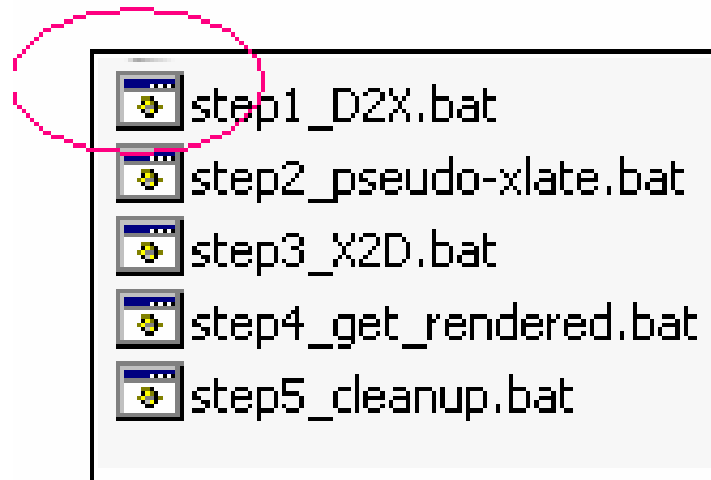 step1_D2X.bat
step2_pseudo-xlate.bat
step3_X2D.bat
step4_get_rendered.bat
step5_cleanup.bat